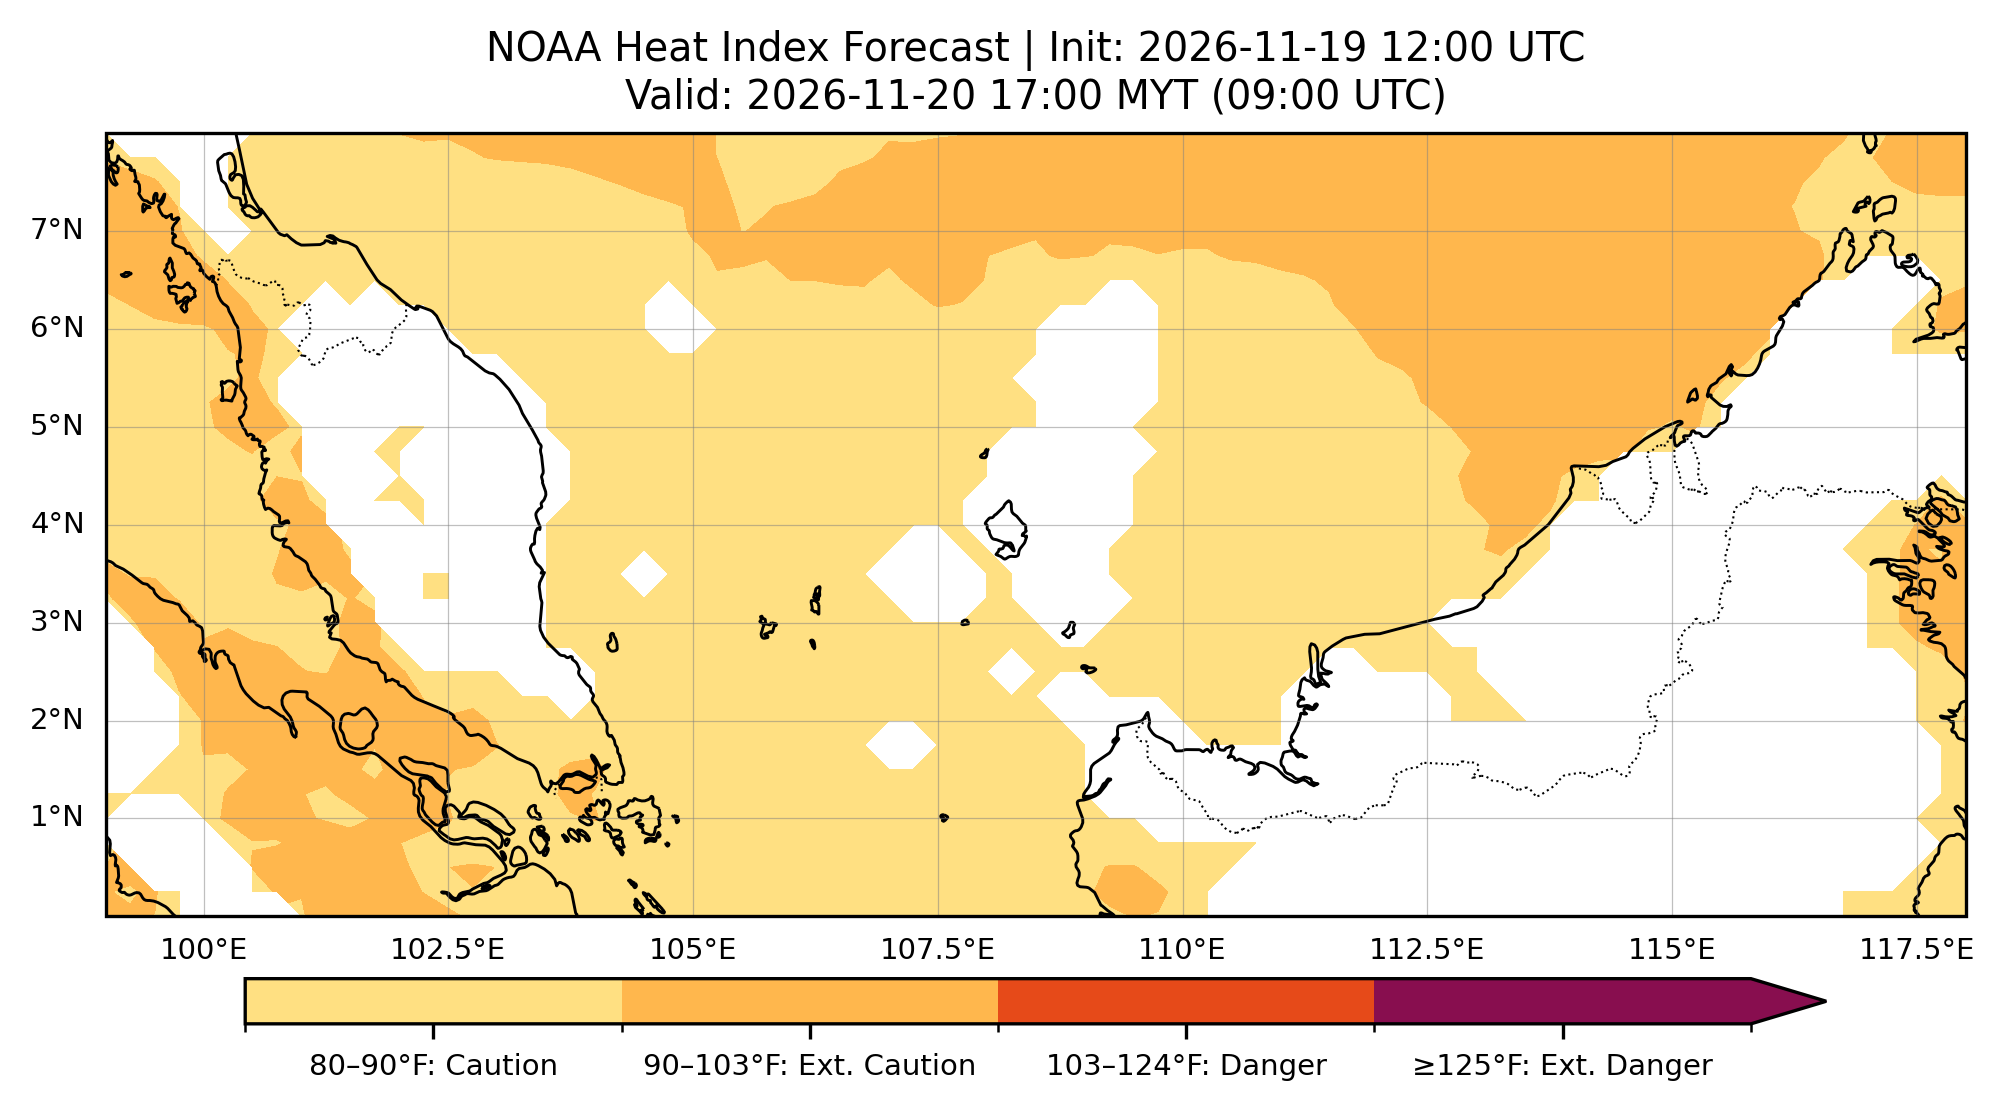 NOAA Heat Index Forecast | Init: 2026-11-19 12:00 UTC
Valid: 2026-11-20 17:00 MYT (09:00 UTC)
7°N
6°N
5°N
4°N
3°N
2°N
1°N
100°E 102.5°E 105°E 107.5°E 110°E 112.5°E 115°E 117.5°E
80–90°F: Caution 90–103°F: Ext. Caution 103–124°F: Danger ≥125°F: Ext. Danger